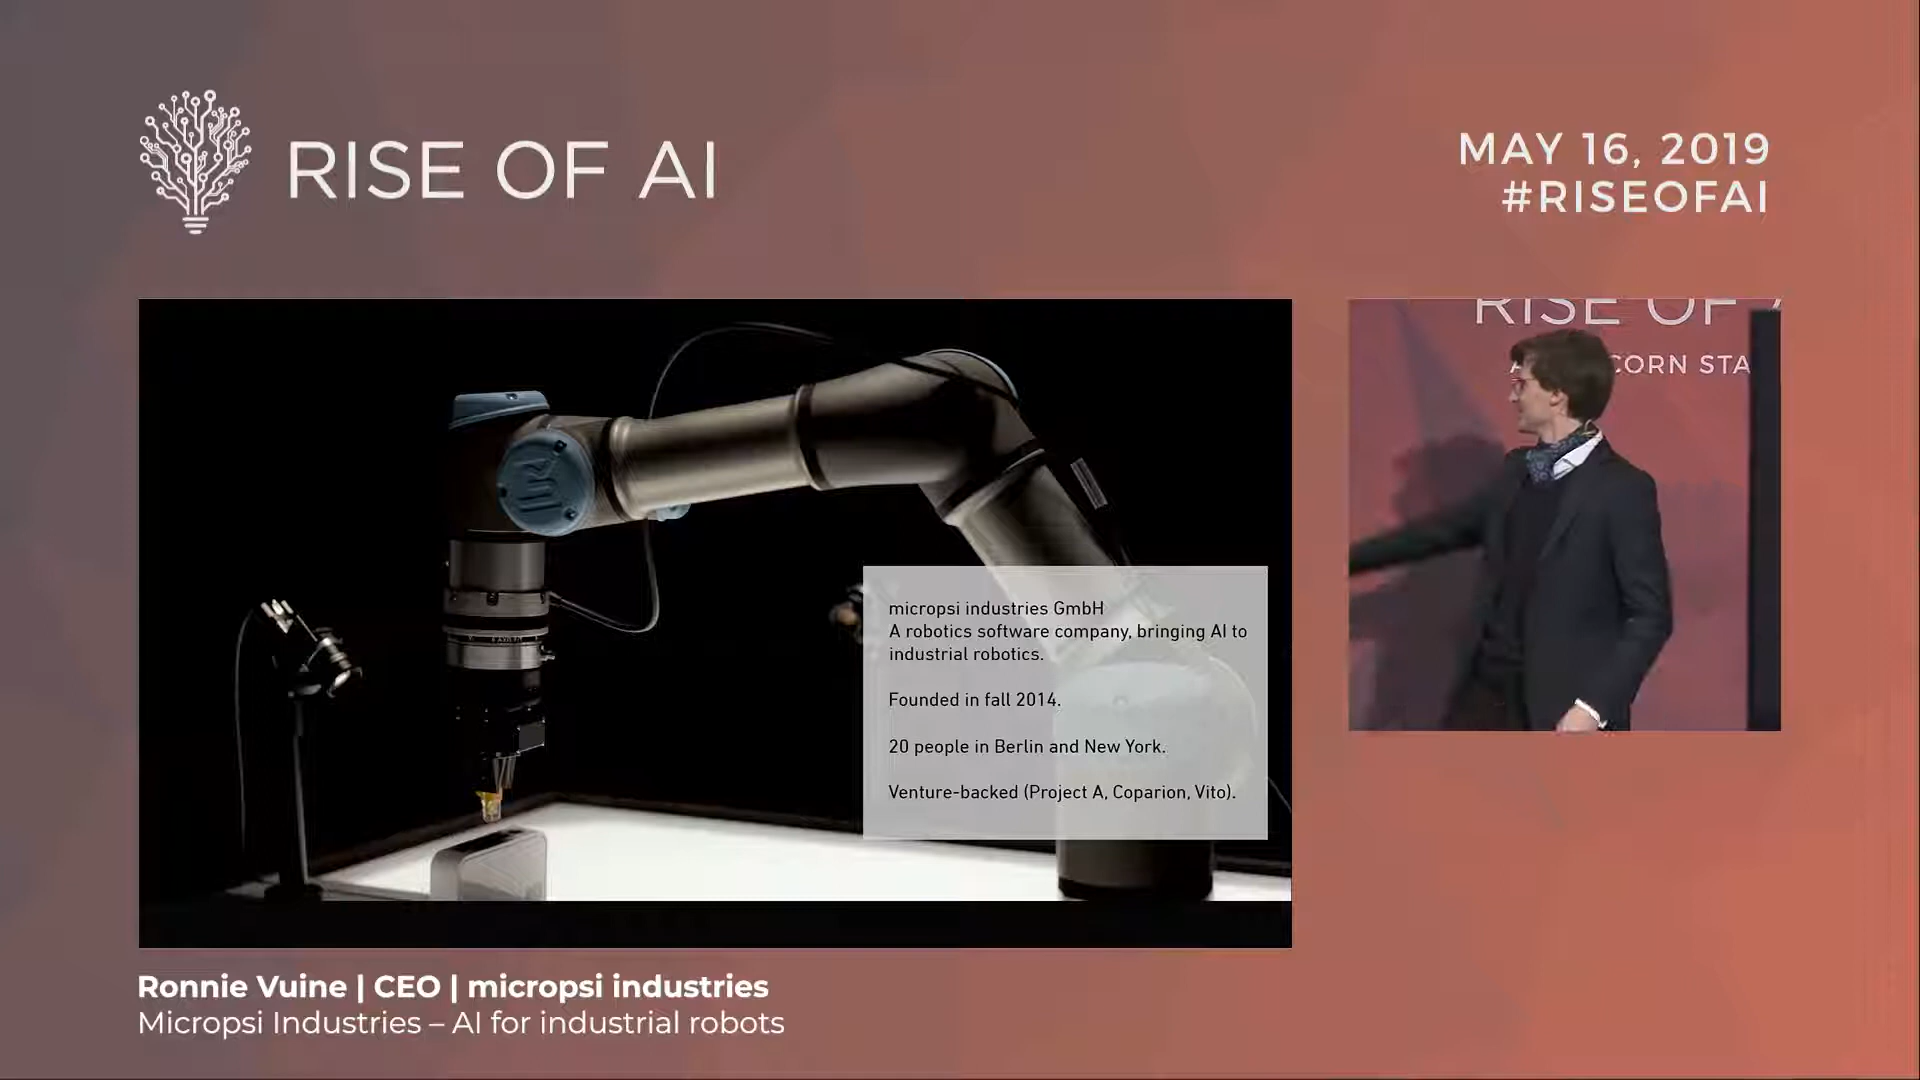 RISE OF AI
MAY 16, 2019
#RISEOFAI
micropsi industries GmbH
A robotics software company, bringing AI to
industrial robotics.
Founded in fall 2014.
20 people in Berlin and New York.
Venture-backed (Project A, Coparion, Vito).
UR
RISE OF
CORN STA
Ronnie Vuine | CEO | micropsi industries
Micropsi Industries – AI for industrial robots